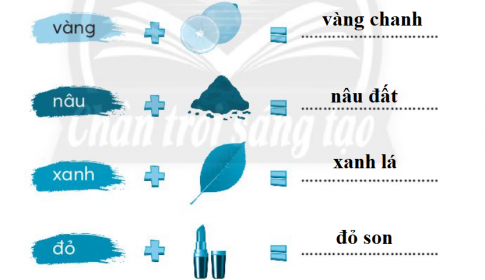 vàng + = vàng chanh
nâu + = nâu đất
Chân trời sáng tạo
xanh + = xanh lá
đỏ + = đỏ son